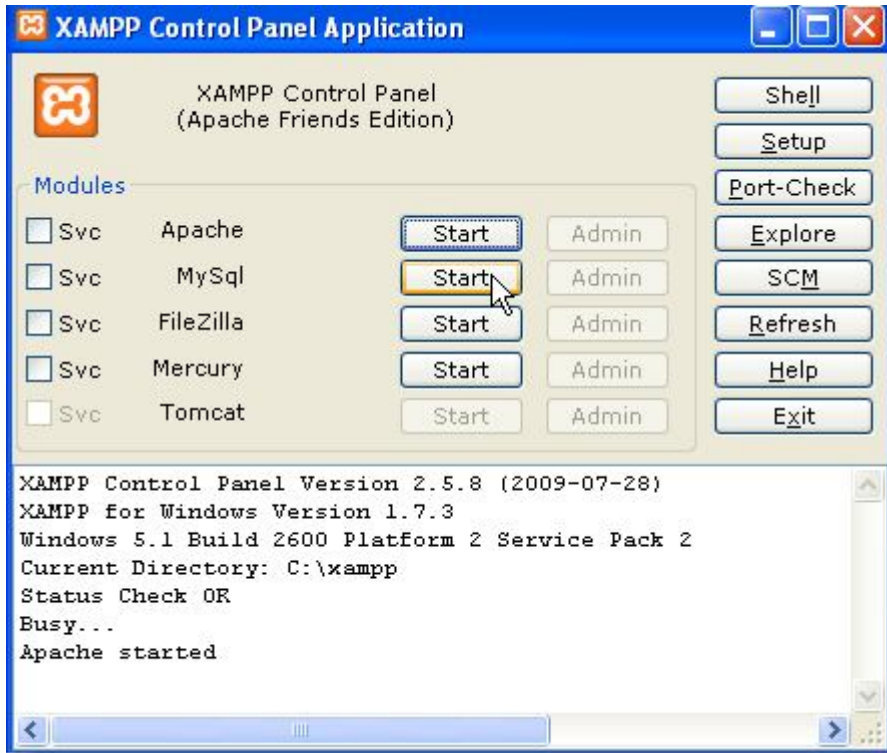 XAMPP Control Panel Application
XAMPP Control Panel
(Apache Friends Edition)
Shell
Setup
Modules
Port-Check
Svc Apache Start Admin Explore
Svc MySql Start Admin SCM
Svc FileZilla Start Admin Refresh
Svc Mercury Start Admin Help
Svc Tomcat Start Admin Exit
XAMPP Control Panel Version 2.5.8 (2009-07-28)
XAMPP for Windows Version 1.7.3
Windows 5.1 Build 2600 Platform 2 Service Pack 2
Current Directory: C:\xampp
Status Check OK
Busy...
Apache started